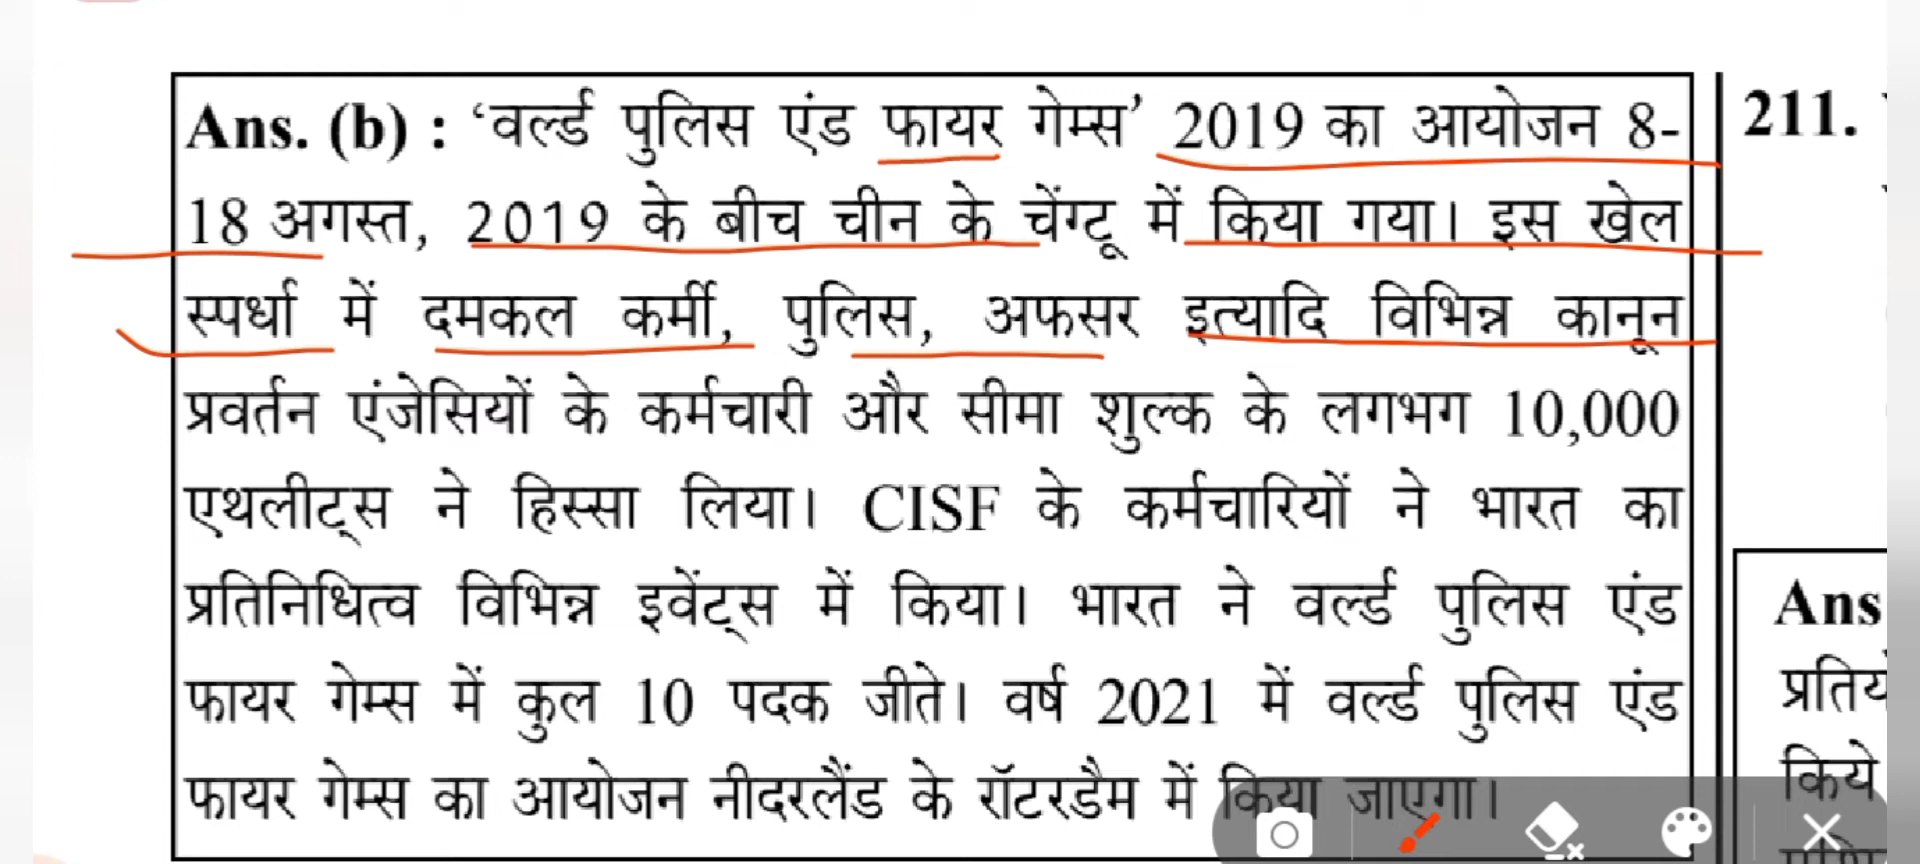 Ans. (b) : ‘वर्ल्ड पुलिस एंड फायर गेम्स’ 2019 का आयोजन 8-
18 अगस्त, 2019 के बीच चीन के चेंग्टू में किया गया। इस खेल
स्पर्धा में दमकल कर्मी, पुलिस, अफसर इत्यादि विभिन्न कानून
प्रवर्तन एंजेसियों के कर्मचारी और सीमा शुल्क के लगभग 10,000
एथलीट्स ने हिस्सा लिया। CISF के कर्मचारियों ने भारत का
प्रतिनिधित्व विभिन्न इवेंट्स में किया। भारत ने वर्ल्ड पुलिस एंड
फायर गेम्स में कुल 10 पदक जीते। वर्ष 2021 में वर्ल्ड पुलिस एंड
फायर गेम्स का आयोजन नीदरलैंड के रॉटरडैम में किया जाएगा।
211.
Ans
किये